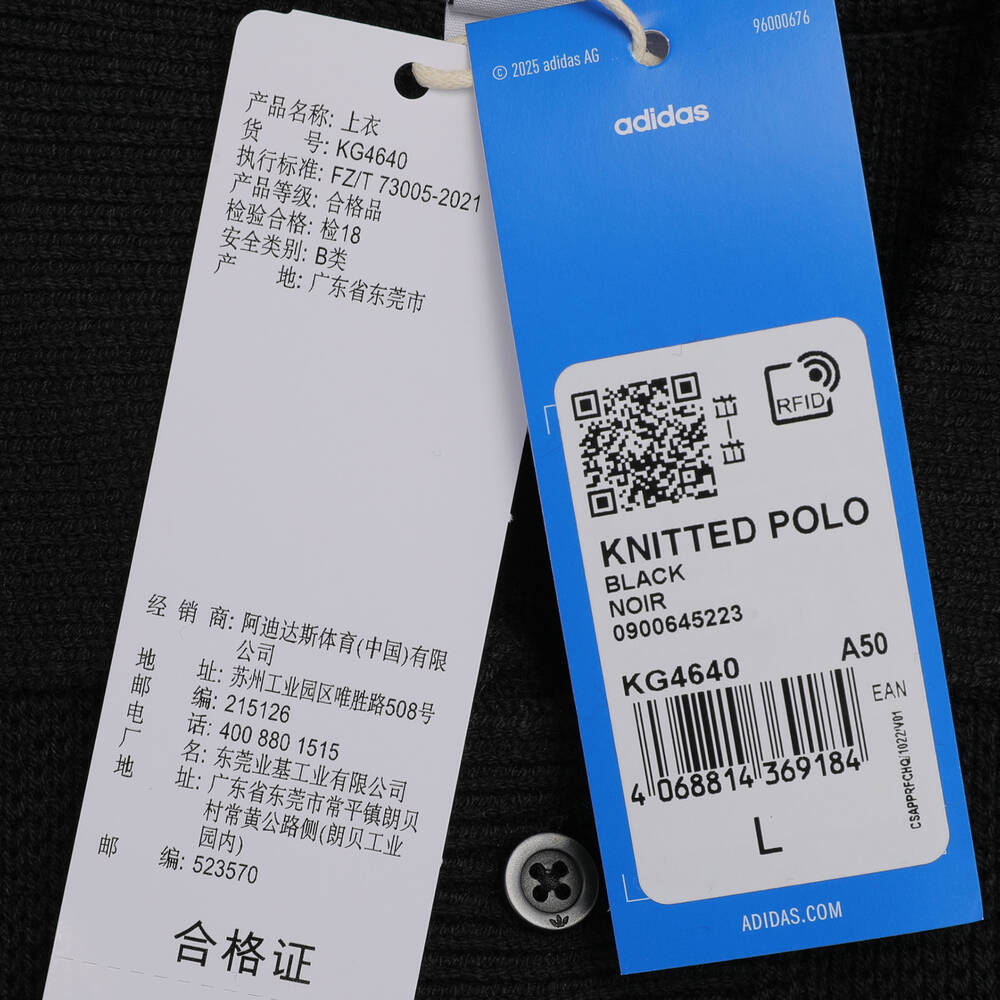 产品名称: 上衣
货 号: KG4640
执行标准: FZ/T 73005-2021
产品等级: 合格品
检验合格: 检18
安全类别: B类
产 地: 广东省东莞市
经 销 商: 阿迪达斯体育(中国)有限
公司
地 址: 苏州工业园区唯胜路508号
邮 编: 215126
电 话: 400 880 1515
厂 名: 东莞业基工业有限公司
地 址: 广东省东莞市常平镇朗贝
村常黄公路侧(朗贝工业
园内)
邮 编: 523570
合格证
96000676
© 2025 adidas AG
adidas
RFID
KNITTED POLO
BLACK
NOIR
0900645223
KG4640 A50
EAN
4 068814 369184
CSAPPRFCHQ/1022/V01
L
ADIDAS.COM